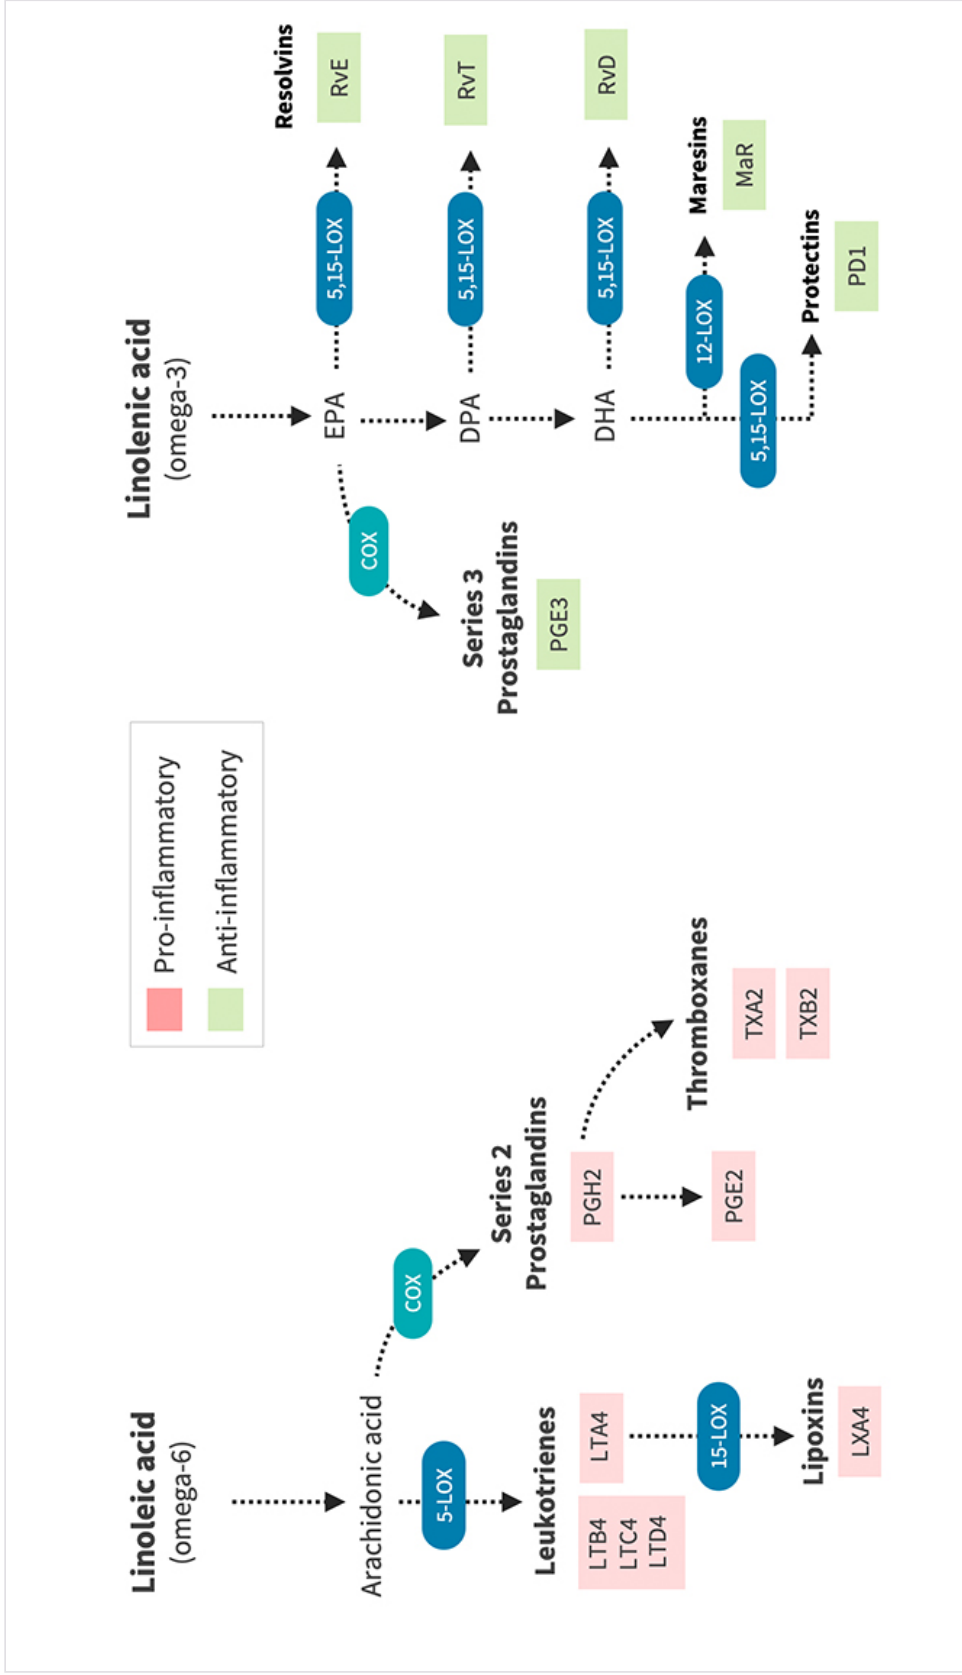 Linoleic acid
(omega-6)
Arachidonic acid
5-LOX
COX
Leukotrienes
LTB4
LTC4
LTD4
LTA4
15-LOX
Lipoxins
LXA4
Series 2
Prostaglandins
PGH2
PGE2
Thromboxanes
TXA2
TXB2
Pro-inflammatory
Anti-inflammatory
Linolenic acid
(omega-3)
EPA
COX
Series 3
Prostaglandins
PGE3
5,15-LOX
Resolvins
RvE
DPA
5,15-LOX
RvT
DHA
5,15-LOX
RvD
12-LOX
Maresins
MaR
5,15-LOX
Protectins
PD1